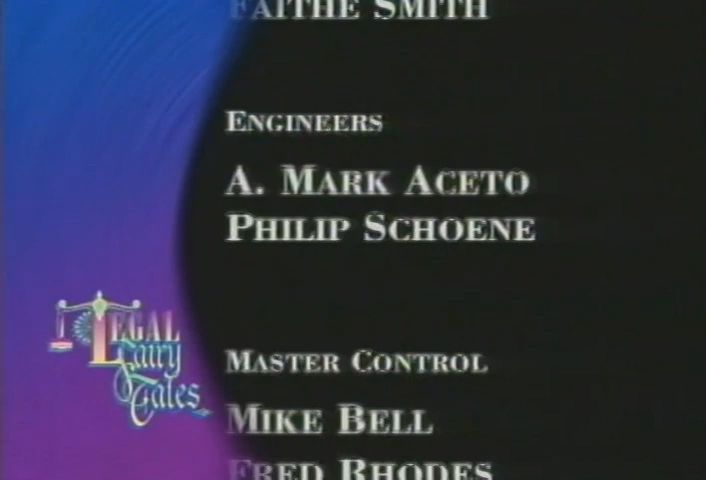 FAITHE SMITH
ENGINEERS
A. MARK ACETO
PHILIP SCHOENE
LEGAL
Fairy
Tales
MASTER CONTROL
MIKE BELL
FRED RHODES